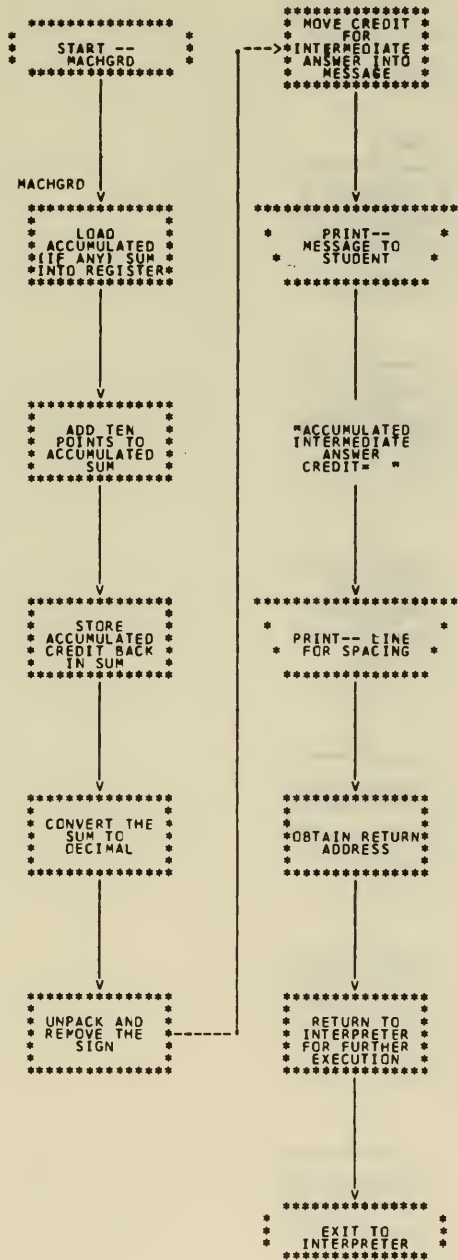 START --
MACHGRD
MACHGRD
LOAD
ACCUMULATED
(IF ANY) SUM
INTO REGISTER
ADD TEN
POINTS TO
ACCUMULATED
SUM
STORE
ACCUMULATED
CREDIT BACK
IN SUM
CONVERT THE
SUM TO
DECIMAL
UNPACK AND
REMOVE THE
SIGN
MOVE CREDIT
FOR
INTERMEDIATE
ANSWER INTO
MESSAGE
PRINT--
MESSAGE TO
STUDENT
"ACCUMULATED
INTERMEDIATE
ANSWER
CREDIT= "
PRINT-- LINE
FOR SPACING
OBTAIN RETURN
ADDRESS
RETURN TO
INTERPRETER
FOR FURTHER
EXECUTION
EXIT TO
INTERPRETER